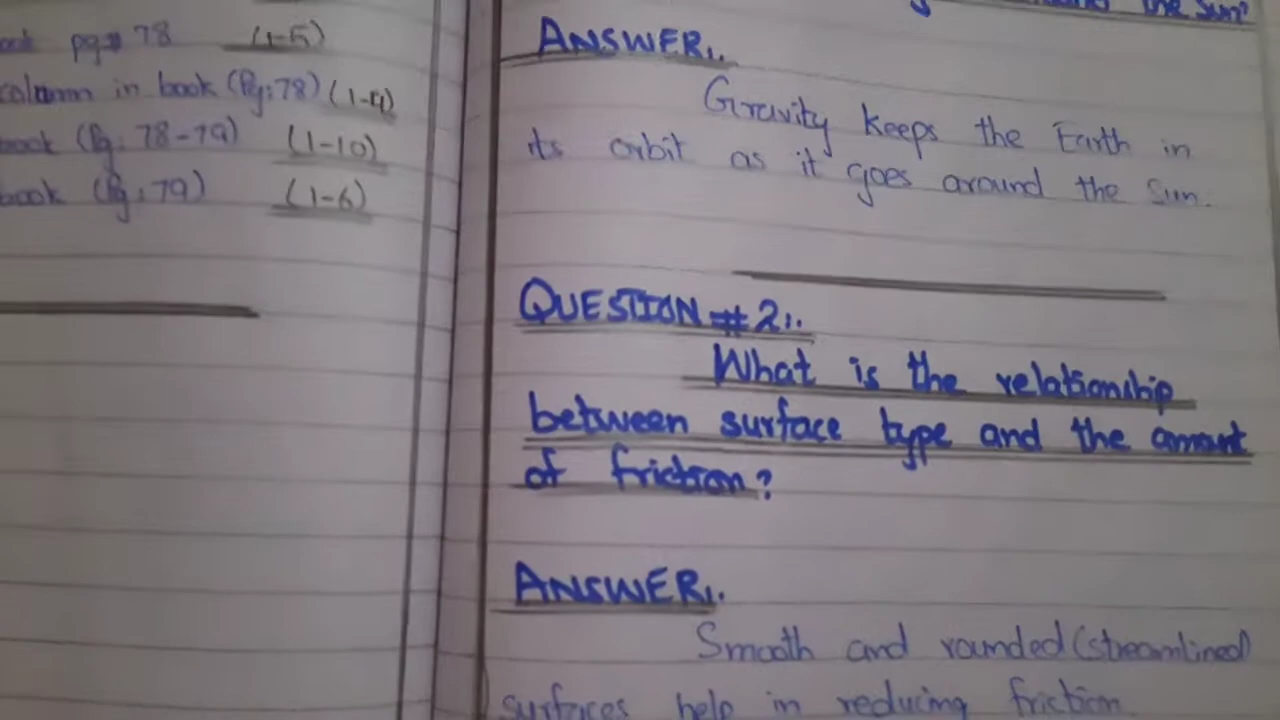 pg# 78 (1-5)
column in book (Pg:78) (1-4)
book (Pg: 78-79) (1-10)
book (Pg: 79) (1-6)
the Sun?
ANSWER:.
Gravity keeps the Earth in
its orbit as it goes around the Sun.
QUESTION #2:.
What is the relationship
between surface type and the amount
of friction?
ANSWER:.
Smooth and rounded (streamlined)
surfaces help in reducing friction